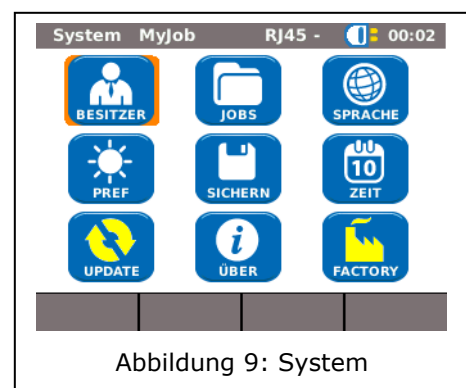 System MyJob RJ45 - 00:02
BESITZER JOBS SPRACHE
10
PREF SICHERN ZEIT
i
UPDATE ÜBER FACTORY
Abbildung 9: System